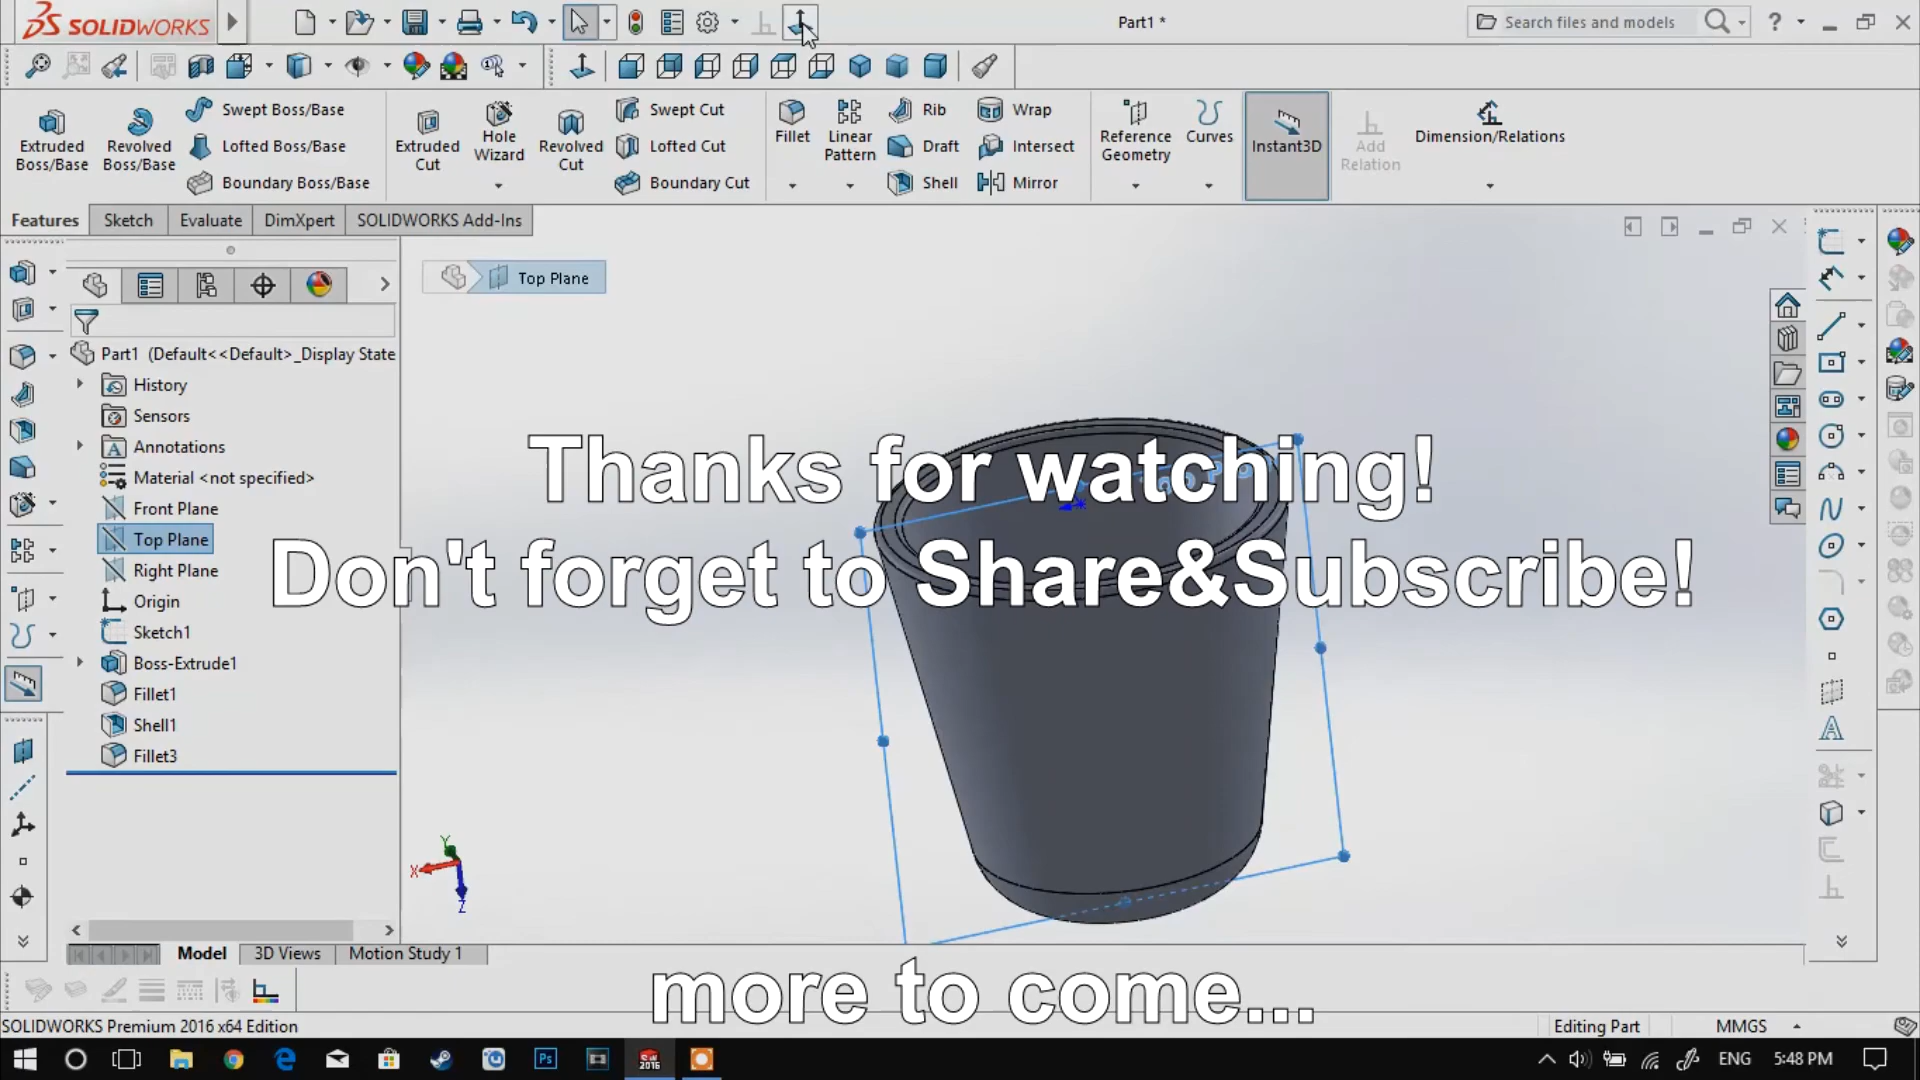 SOLIDWORKS
Part1 *
Search files and models
Extruded Boss/Base
Revolved Boss/Base
Swept Boss/Base
Lofted Boss/Base
Boundary Boss/Base
Extruded Cut
Hole Wizard
Revolved Cut
Swept Cut
Lofted Cut
Boundary Cut
Fillet
Linear Pattern
Rib
Draft
Shell
Wrap
Intersect
Mirror
Reference Geometry
Curves
Instant3D
Add Relation
Dimension/Relations
Features
Sketch
Evaluate
DimXpert
SOLIDWORKS Add-Ins
Top Plane
Part1 (Default<<Default>_Display State
History
Sensors
Annotations
Material <not specified>
Front Plane
Top Plane
Right Plane
Origin
Sketch1
Boss-Extrude1
Fillet1
Shell1
Fillet3
Thanks for watching!
Don't forget to Share&Subscribe!
Y
X
Z
Model
3D Views
Motion Study 1
more to come...
SOLIDWORKS Premium 2016 x64 Edition
Editing Part
MMGS
ENG
5:48 PM